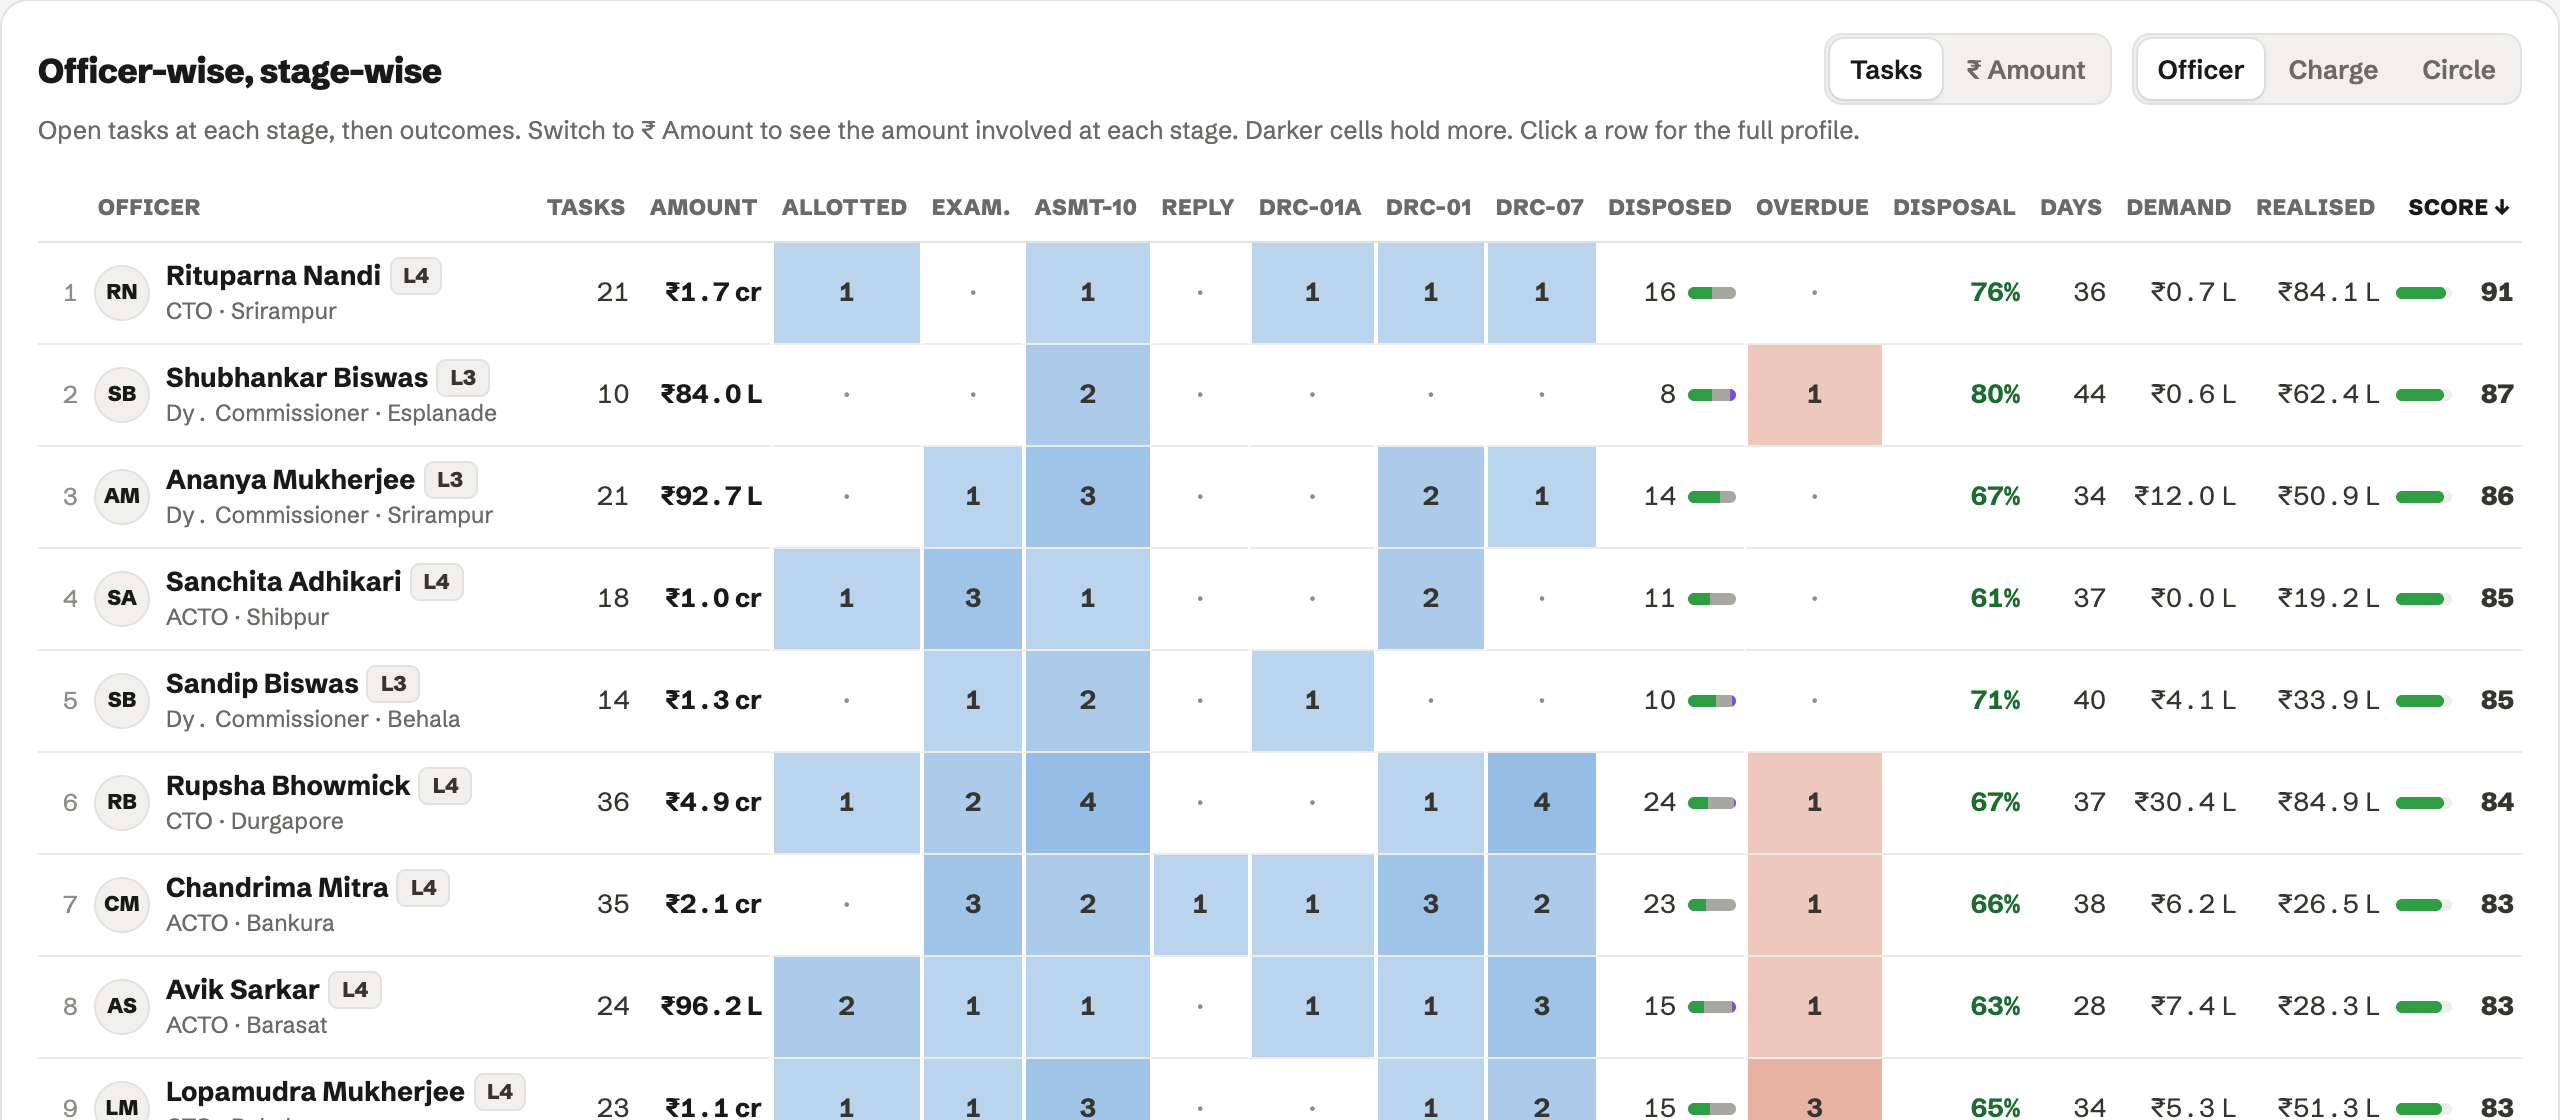 Officer-wise, stage-wise
Tasks ₹ Amount Officer Charge Circle
Open tasks at each stage, then outcomes. Switch to ₹ Amount to see the amount involved at each stage. Darker cells hold more. Click a row for the full profile.
OFFICER TASKS AMOUNT ALLOTTED EXAM. ASMT-10 REPLY DRC-01A DRC-01 DRC-07 DISPOSED OVERDUE DISPOSAL DAYS DEMAND REALISED SCORE ↓
1 RN Rituparna Nandi L4 21 ₹1.7 cr 1 · 1 · 1 1 1 16 · 76% 36 ₹0.7 L ₹84.1 L 91
CTO · Srirampur
2 SB Shubhankar Biswas L3 10 ₹84.0 L · · 2 · · · · 8 1 80% 44 ₹0.6 L ₹62.4 L 87
Dy. Commissioner · Esplanade
3 AM Ananya Mukherjee L3 21 ₹92.7 L · 1 3 · · 2 1 14 · 67% 34 ₹12.0 L ₹50.9 L 86
Dy. Commissioner · Srirampur
4 SA Sanchita Adhikari L4 18 ₹1.0 cr 1 3 1 · · 2 · 11 · 61% 37 ₹0.0 L ₹19.2 L 85
ACTO · Shibpur
5 SB Sandip Biswas L3 14 ₹1.3 cr · 1 2 · 1 · · 10 · 71% 40 ₹4.1 L ₹33.9 L 85
Dy. Commissioner · Behala
6 RB Rupsha Bhowmick L4 36 ₹4.9 cr 1 2 4 · · 1 4 24 1 67% 37 ₹30.4 L ₹84.9 L 84
CTO · Durgapore
7 CM Chandrima Mitra L4 35 ₹2.1 cr · 3 2 1 1 3 2 23 1 66% 38 ₹6.2 L ₹26.5 L 83
ACTO · Bankura
8 AS Avik Sarkar L4 24 ₹96.2 L 2 1 1 · 1 1 3 15 1 63% 28 ₹7.4 L ₹28.3 L 83
ACTO · Barasat
9 LM Lopamudra Mukherjee L4 23 ₹1.1 cr 1 1 3 · · 1 2 15 3 65% 34 ₹5.3 L ₹51.3 L 83